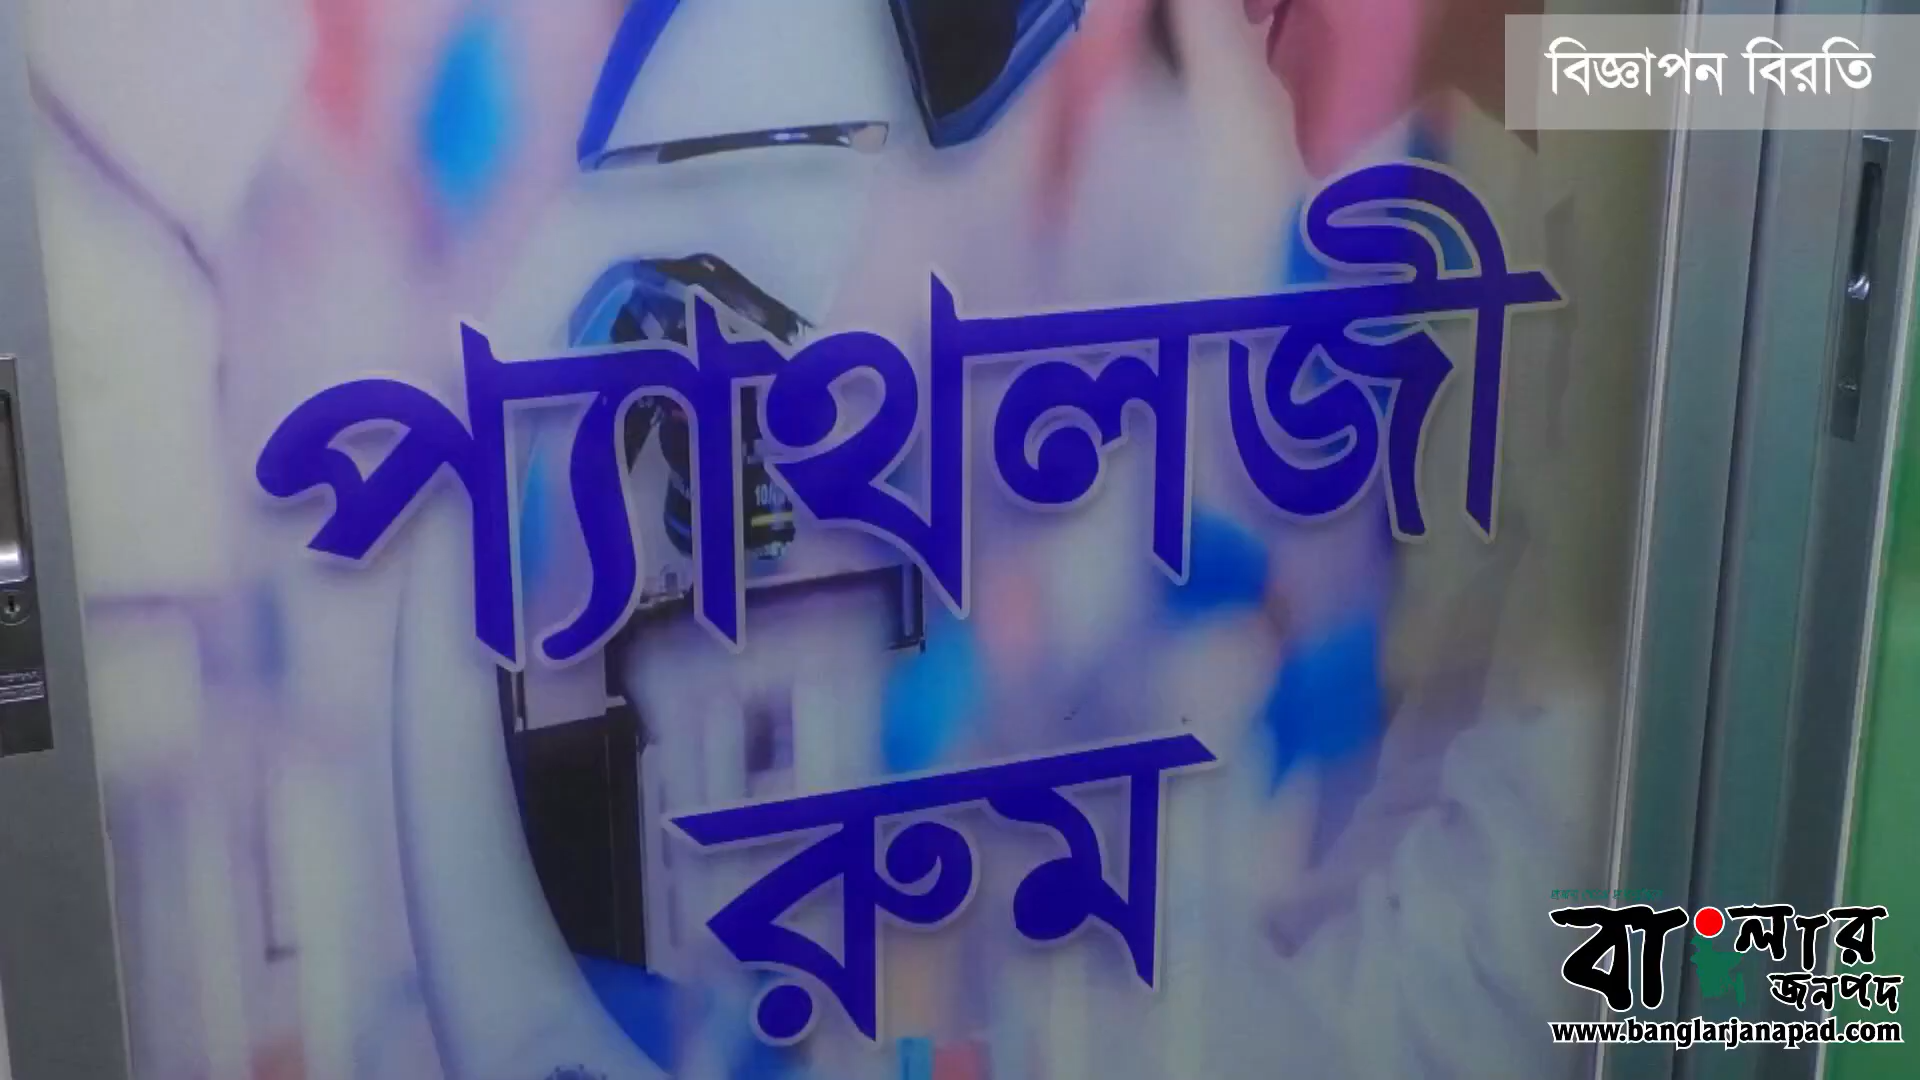 বিজ্ঞাপন বিরতি
প্যাথলজী
রুম
বাংলার
জনপদ
www.banglarjanapad.com